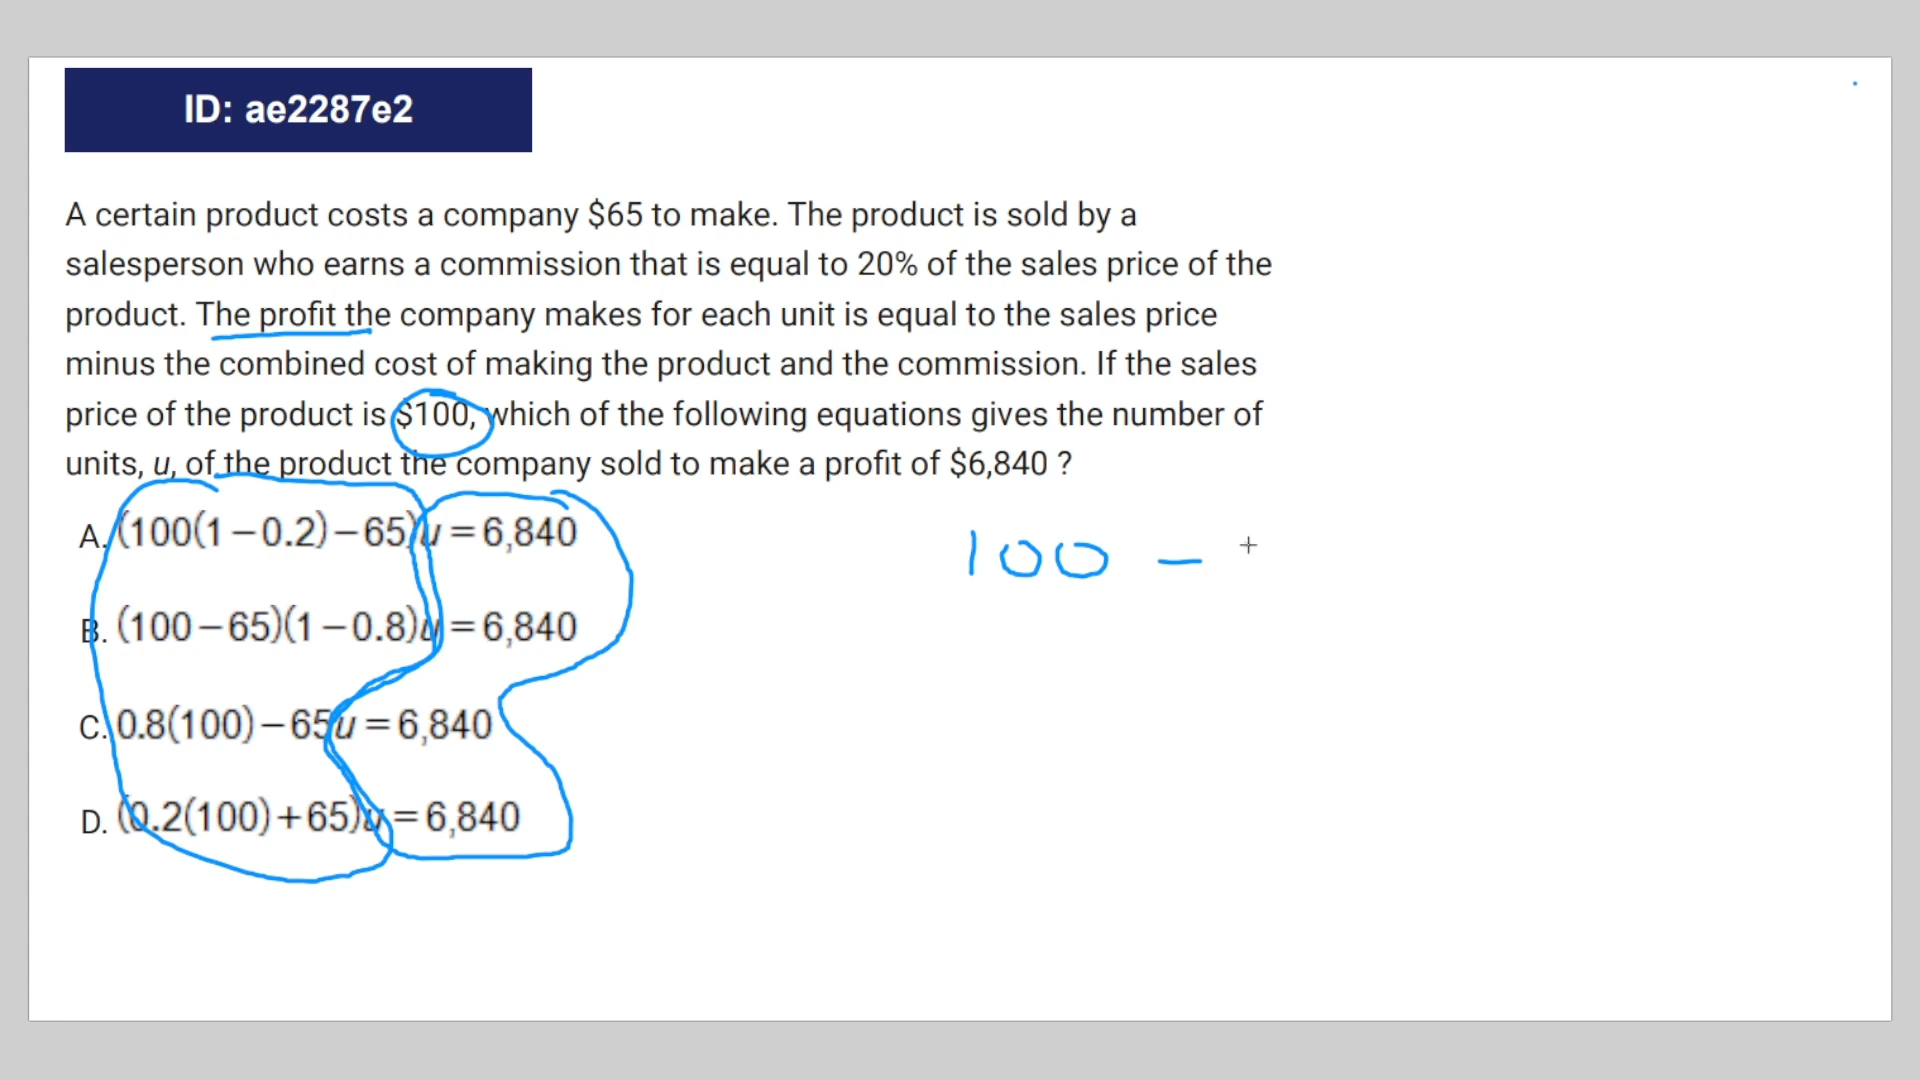 ID: ae2287e2
A certain product costs a company $65 to make. The product is sold by a
salesperson who earns a commission that is equal to 20% of the sales price of the
product. The profit the company makes for each unit is equal to the sales price
minus the combined cost of making the product and the commission. If the sales
price of the product is $100, which of the following equations gives the number of
units, u, of the product the company sold to make a profit of $6,840 ?
A. (100(1−0.2)−65)u=6,840
100 −
B. (100−65)(1−0.8)u=6,840
C. 0.8(100)−65u=6,840
D. (0.2(100)+65)u=6,840